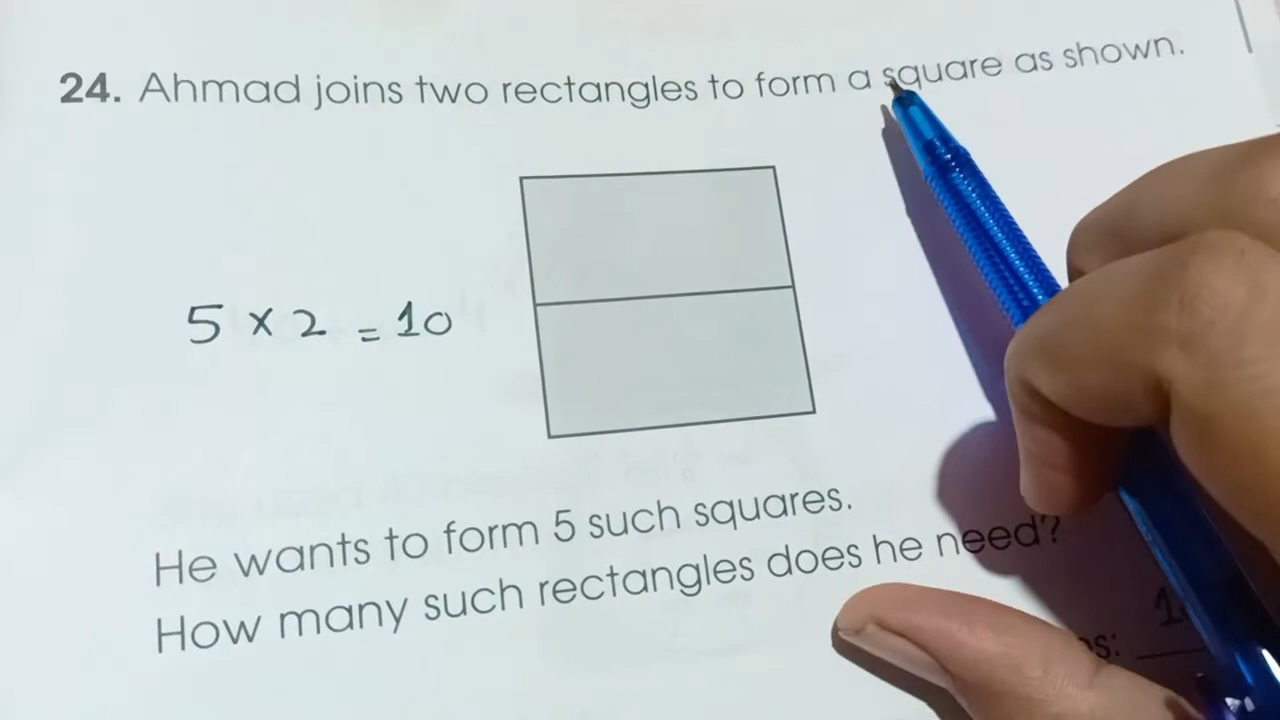 24. Ahmad joins two rectangles to form a square as shown.
5 × 2 = 10
He wants to form 5 such squares.
How many such rectangles does he need?